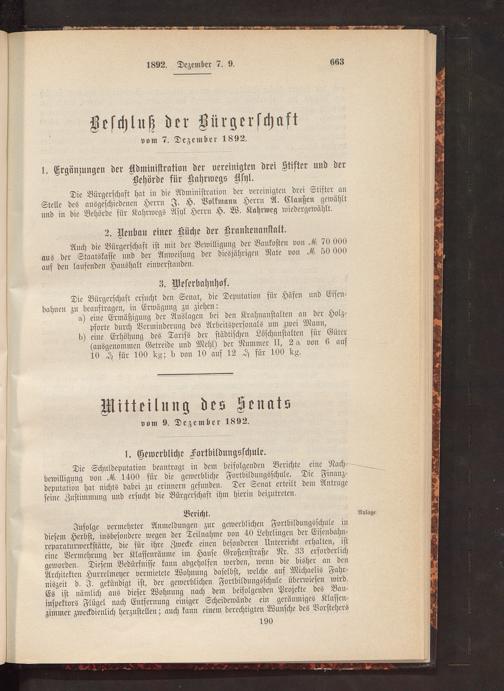 1892. Dezember 7. 9.
663
Beschluß der Bürgerschaft
vom 7. Dezember 1892.
1. Ergänzungen der Administration der vereinigten drei Stifter und der
Behörde für Kahrwegs Asyl.
Die Bürgerschaft hat in die Administration der vereinigten drei Stifter an
Stelle des ausgeschiedenen Herrn J. H. Volkmann Herrn A. Claußen gewählt
und in die Behörde für Kahrwegs Asyl Herrn H. W. Kahrweg wiedergewählt.
2. Neubau einer Küche der Krankenanstalt.
Auch die Bürgerschaft ist mit der Bewilligung der Baukosten von ℳ 70 000
aus der Staatskasse und der Anweisung der diesjährigen Rate von ℳ 50 000
auf den laufenden Haushalt einverstanden.
3. Weserbahnhof.
Die Bürgerschaft ersucht den Senat, die Deputation für Häfen und Eisen-
bahnen zu beauftragen, in Erwägung zu ziehen:
a) eine Ermäßigung der Auslagen bei den Krahnanstalten an der Holz-
pforte durch Verminderung des Arbeitspersonals um zwei Mann,
b) eine Erhöhung des Tarifs der städtischen Löschanstalten für Güter
(ausgenommen Getreide und Mehl) der Nummer II, 2 a von 6 auf
10 ₰ für 100 kg; b von 10 auf 12 ₰ für 100 kg.
Mitteilung des Senats
vom 9. Dezember 1892.
1. Gewerbliche Fortbildungsschule.
Die Schuldeputation beantragt in dem beifolgenden Berichte eine Nach-
bewilligung von ℳ 1400 für die gewerbliche Fortbildungsschule. Die Finanz-
deputation hat nichts dabei zu erinnern gefunden. Der Senat erteilt dem Antrage
seine Zustimmung und ersucht die Bürgerschaft ihm hierin beizutreten.
Bericht.
Anlage.
Infolge vermehrter Anmeldungen zur gewerblichen Fortbildungsschule in
diesem Herbst, insbesondere wegen der Teilnahme von 40 Lehrlingen der Eisenbahn-
reparaturwerkstätte, die für ihre Zwecke einen besonderen Unterricht erhalten, ist
eine Vermehrung der Klassenräume im Hause Großenstraße Nr. 33 erforderlich
geworden. Diesem Bedürfnisse kann abgeholfen werden, wenn die bisher an den
Architekten Hurrelmeyer vermietete Wohnung daselbst, welche auf Michaelis Jahr-
niszeit d. J. gekündigt ist, der gewerblichen Fortbildungsschule überwiesen wird.
Es ist nämlich aus dieser Wohnung nach dem beifolgenden Projekte des Bau-
inspektors Flügel nach Entfernung einiger Scheidewände ein geräumiges Klassen-
zimmer zweckdienlich herzustellen; auch kann einem berechtigten Wunsche des Vorstehers
190